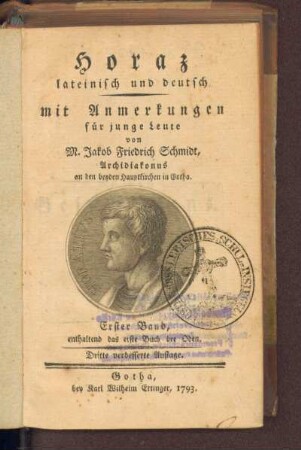 Horaz
lateinisch und deutsch
mit Anmerkungen
für junge Leute
von
M. Jakob Friedrich Schmidt,
Archidiakonus
an den beyden Hauptkirchen in Gotha.
Erster Band,
enthaltend das erste Buch der Oden.
Dritte verbesserte Auflage.
Gotha,
bey Karl Wilhelm Ettinger, 1793.